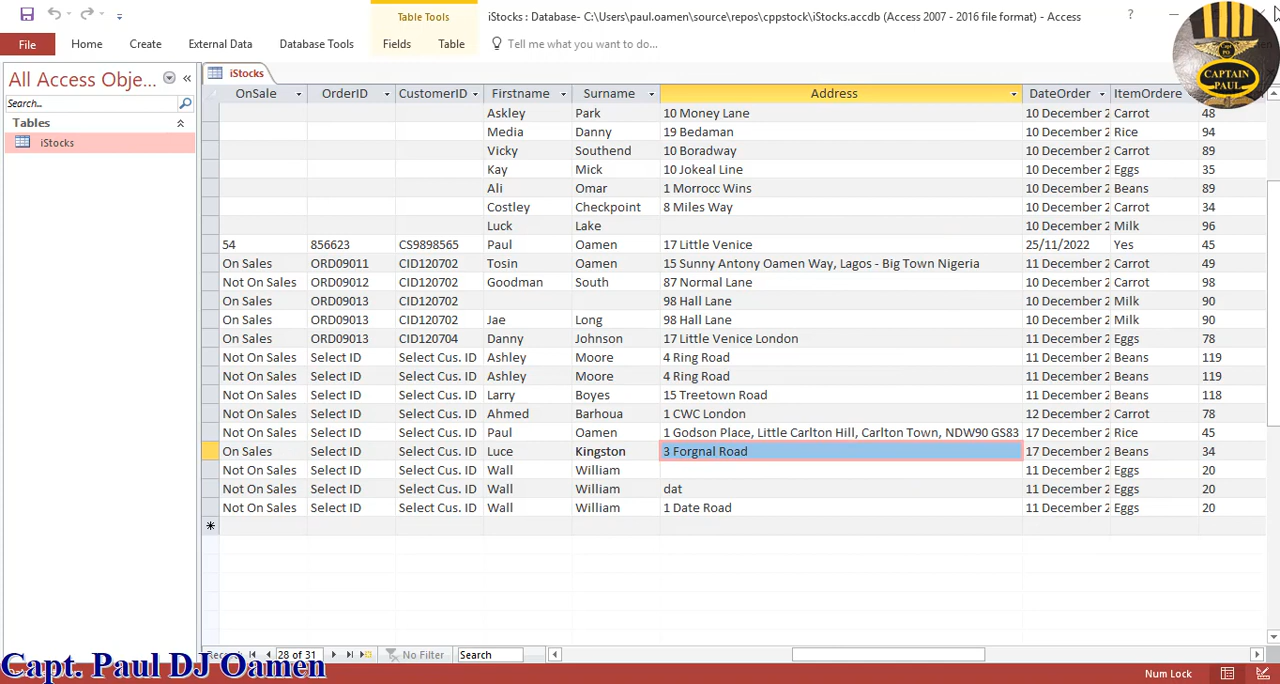 Table Tools
iStocks : Database- C:\Users\paul.oamen\source\repos\cppstock\iStocks.accdb (Access 2007 - 2016 file format) - Access
?
File Home Create External Data Database Tools Fields Table Tell me what you want to do...
CAPTAIN
PAUL
All Access Obje... «
Search...
Tables
iStocks
iStocks
OnSale OrderID CustomerID Firstname Surname Address DateOrder ItemOrdere
Askley Park 10 Money Lane 10 December 2 Carrot 48
Media Danny 19 Bedaman 10 December 2 Rice 94
Vicky Southend 10 Boradway 10 December 2 Carrot 89
Kay Mick 10 Jokeal Line 10 December 2 Eggs 35
Ali Omar 1 Morrocc Wins 10 December 2 Beans 89
Costley Checkpoint 8 Miles Way 10 December 2 Carrot 34
Luck Lake 10 December 2 Milk 96
54 856623 CS9898565 Paul Oamen 17 Little Venice 25/11/2022 Yes 45
On Sales ORD09011 CID120702 Tosin Oamen 15 Sunny Antony Oamen Way, Lagos - Big Town Nigeria 11 December 2 Carrot 49
Not On Sales ORD09012 CID120702 Goodman South 87 Normal Lane 10 December 2 Carrot 98
On Sales ORD09013 CID120702 98 Hall Lane 10 December 2 Milk 90
On Sales ORD09013 CID120702 Jae Long 98 Hall Lane 10 December 2 Milk 90
On Sales ORD09013 CID120704 Danny Johnson 17 Little Venice London 11 December 2 Eggs 78
Not On Sales Select ID Select Cus. ID Ashley Moore 4 Ring Road 11 December 2 Beans 119
Not On Sales Select ID Select Cus. ID Ashley Moore 4 Ring Road 11 December 2 Beans 119
Not On Sales Select ID Select Cus. ID Larry Boyes 15 Treetown Road 11 December 2 Beans 118
Not On Sales Select ID Select Cus. ID Ahmed Barhoua 1 CWC London 12 December 2 Carrot 78
Not On Sales Select ID Select Cus. ID Paul Oamen 1 Godson Place, Little Carlton Hill, Carlton Town, NDW90 GS83 17 December 2 Rice 45
On Sales Select ID Select Cus. ID Luce Kingston 3 Forgnal Road 17 December 2 Beans 34
Not On Sales Select ID Select Cus. ID Wall William 11 December 2 Eggs 20
Not On Sales Select ID Select Cus. ID Wall William dat 11 December 2 Eggs 20
Not On Sales Select ID Select Cus. ID Wall William 1 Date Road 11 December 2 Eggs 20
28 of 31 No Filter Search
Capt. Paul DJ Oamen
Num Lock